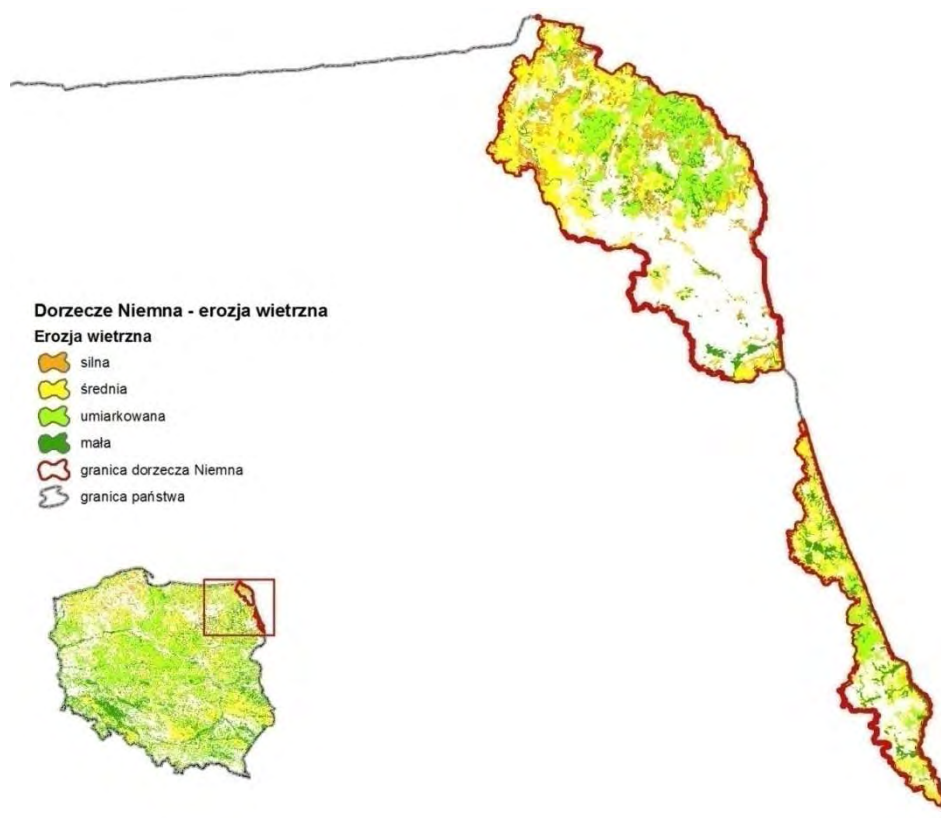 Dorzecze Niemna - erozja wietrzna
Erozja wietrzna
silna
średnia
umiarkowana
mała
granica dorzecza Niemna
granica państwa